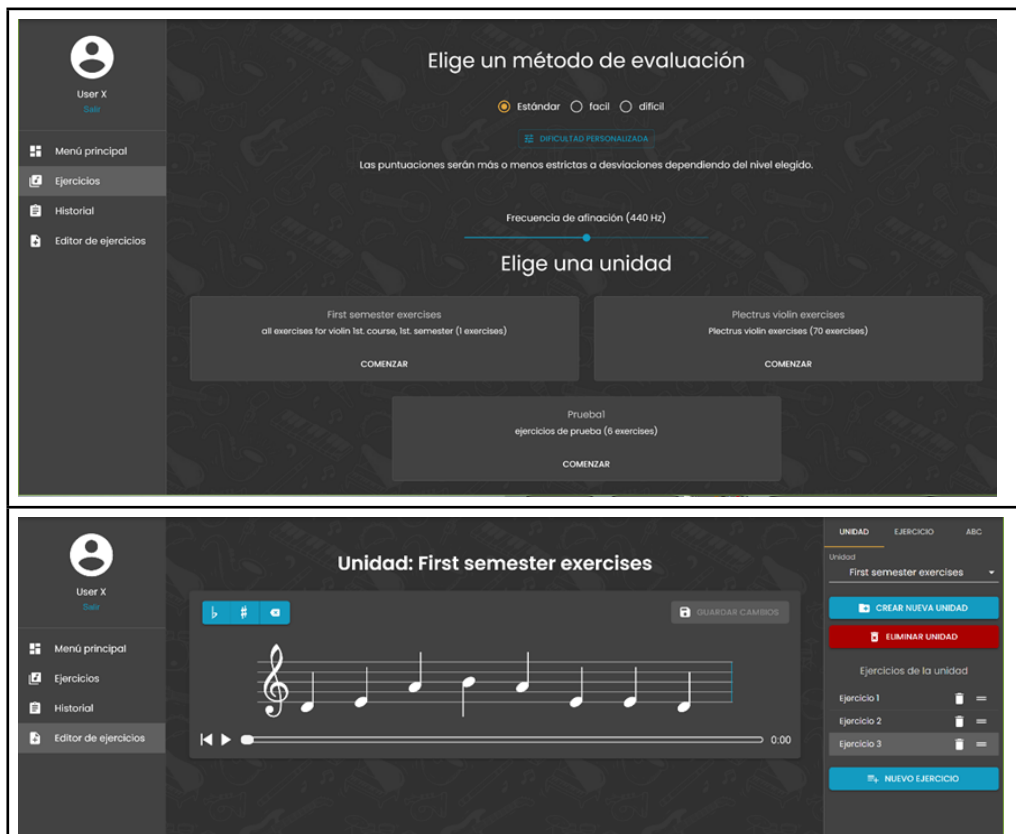 User X
Salir
Menú principal
Ejercicios
Historial
Editor de ejercicios
Elige un método de evaluación
Estándar facil difícil
DIFICULTAD PERSONALIZADA
Las puntuaciones serán más o menos estrictas a desviaciones dependiendo del nivel elegido.
Frecuencia de afinación (440 Hz)
Elige una unidad
First semester exercises
all exercises for violin 1st. course, 1st. semester (1 exercises)
COMENZAR
Plectrus violin exercises
Plectrus violin exercises (70 exercises)
COMENZAR
Prueba1
ejercicios de prueba (6 exercises)
COMENZAR
User X
Salir
Menú principal
Ejercicios
Historial
Editor de ejercicios
Unidad: First semester exercises
GUARDAR CAMBIOS
0:00
UNIDAD EJERCICIO ABC
Unidad
First semester exercises
CREAR NUEVA UNIDAD
ELIMINAR UNIDAD
Ejercicios de la unidad
Ejercicio 1
Ejercicio 2
Ejercicio 3
NUEVO EJERCICIO